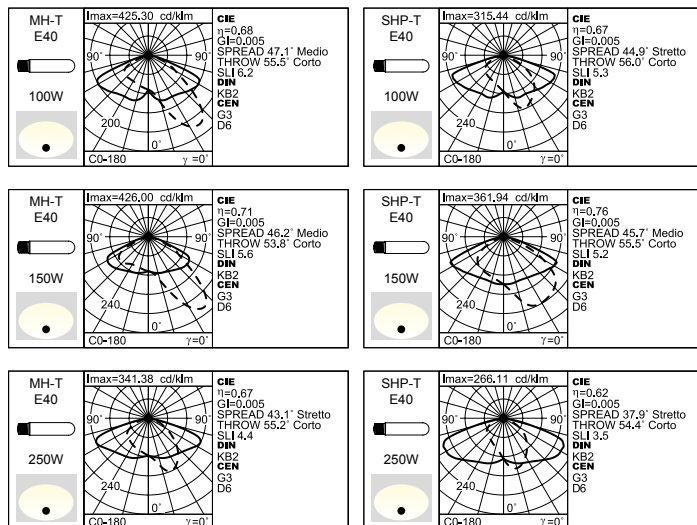 MH-T
E40
100W
Imax=425.30 cd/klm
90° 90°
200
0°
C0-180 γ=0°
CIE
η=0.68
GI=0.005
SPREAD 47.1° Medio
THROW 55.5° Corto
SLI 6.2
DIN
KB2
CEN
G3
D6
SHP-T
E40
100W
Imax=315.44 cd/klm
90° 90°
240
0°
C0-180 γ=0°
CIE
η=0.67
GI=0.005
SPREAD 44.9° Stretto
THROW 56.0° Corto
SLI 5.3
DIN
KB2
CEN
G3
D6
MH-T
E40
150W
Imax=426.00 cd/klm
90° 90°
240
0°
C0-180 γ=0°
CIE
η=0.71
GI=0.005
SPREAD 46.2° Medio
THROW 53.8° Corto
SLI 5.6
DIN
KB2
CEN
G3
D6
SHP-T
E40
150W
Imax=361.94 cd/klm
90° 90°
240
0°
C0-180 γ=0°
CIE
η=0.76
GI=0.005
SPREAD 45.7° Medio
THROW 55.5° Corto
SLI 5.2
DIN
KB2
CEN
G3
D6
MH-T
E40
250W
Imax=341.38 cd/klm
90° 90°
240
0°
C0-180 γ=0°
CIE
η=0.67
GI=0.005
SPREAD 43.1° Stretto
THROW 55.2° Corto
SLI 4.4
DIN
KB2
CEN
G3
D6
SHP-T
E40
250W
Imax=266.11 cd/klm
90° 90°
240
0°
C0-180 γ=0°
CIE
η=0.62
GI=0.005
SPREAD 37.9° Stretto
THROW 54.4° Corto
SLI 3.5
DIN
KB2
CEN
G3
D6